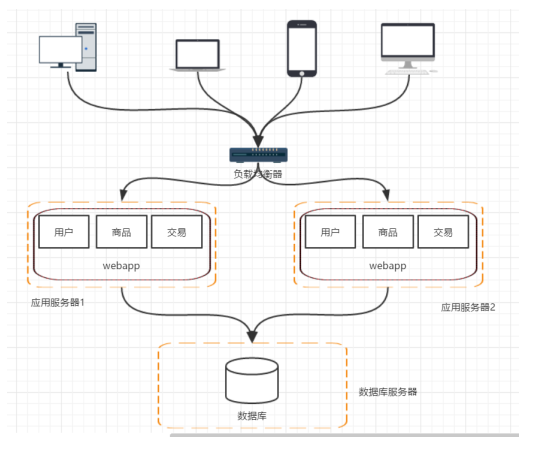 负载均衡器
用户 商品 交易
webapp
用户 商品 交易
webapp
应用服务器1
应用服务器2
数据库
数据库服务器